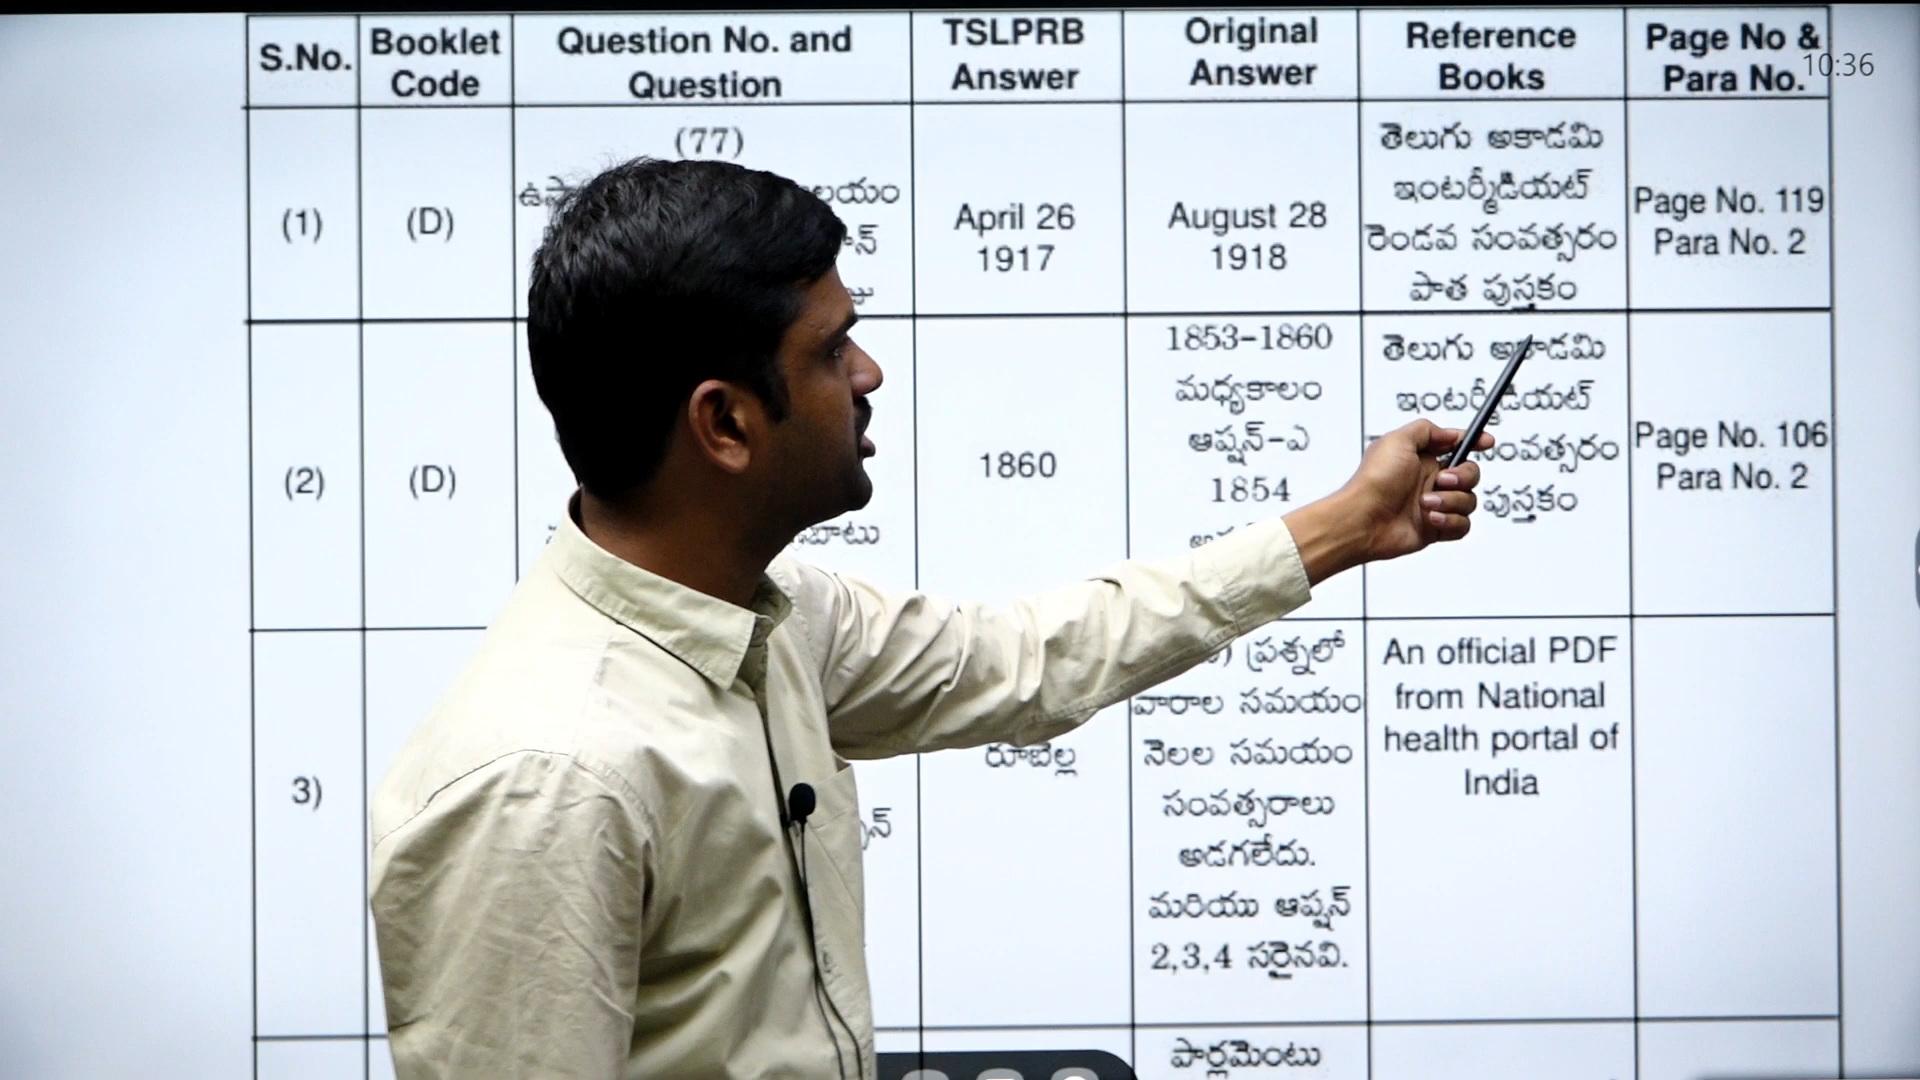 S.No.
Booklet
Code
Question No. and
Question
TSLPRB
Answer
Original
Answer
Reference
Books
Page No &
Para No.
10:36
(1)
(D)
(77)
April 26
1917
August 28
1918
తెలుగు అకాడమి
ఇంటర్మీడియట్
రెండవ సంవత్సరం
పాత పుస్తకం
Page No. 119
Para No. 2
(2)
(D)
1860
1853-1860
మధ్యకాలం
ఆప్షన్-ఎ
1854
తెలుగు అకాడమి
ఇంటర్మీడియట్
సంవత్సరం
పుస్తకం
Page No. 106
Para No. 2
3)
రూబెల్ల
ప్రశ్నలో
వారాల సమయం
నెలల సమయం
సంవత్సరాలు
అడగలేదు.
మరియు ఆప్షన్
2,3,4 సరైనవి.
An official PDF
from National
health portal of
India
పార్లమెంటు